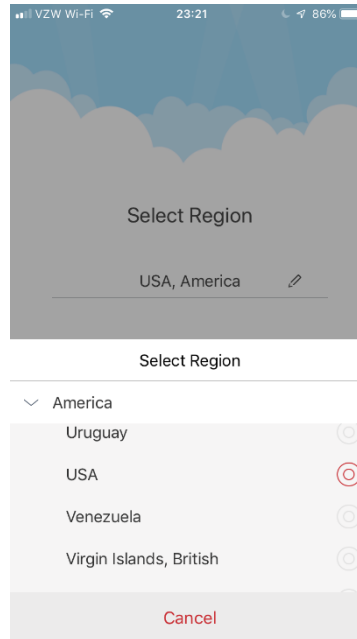 VZW Wi-Fi 23:21 86%
Select Region
USA, America
Select Region
America
Uruguay
USA
Venezuela
Virgin Islands, British
Cancel